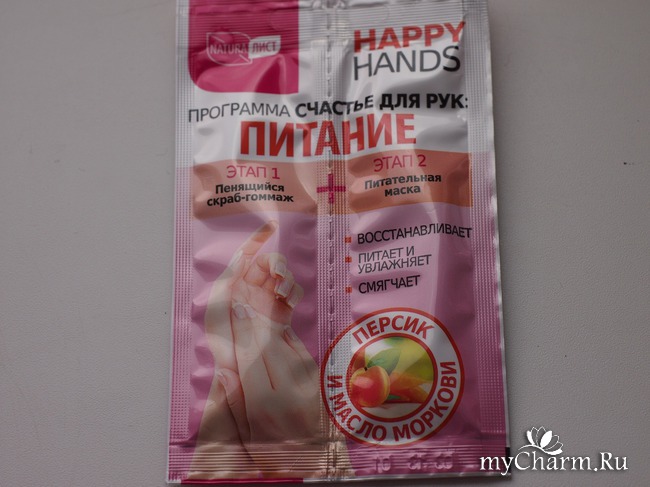 NATURA ЛИСТ
HAPPY
HANDS
ПРОГРАММА СЧАСТЬЕ ДЛЯ РУК:
ПИТАНИЕ
ЭТАП 1
Пенящийся
скраб-гоммаж
+
ЭТАП 2
Питательная
маска
ВОССТАНАВЛИВАЕТ
ПИТАЕТ И
УВЛАЖНЯЕТ
СМЯГЧАЕТ
ПЕРСИК
И МАСЛО МОРКОВИ
myCharm.Ru